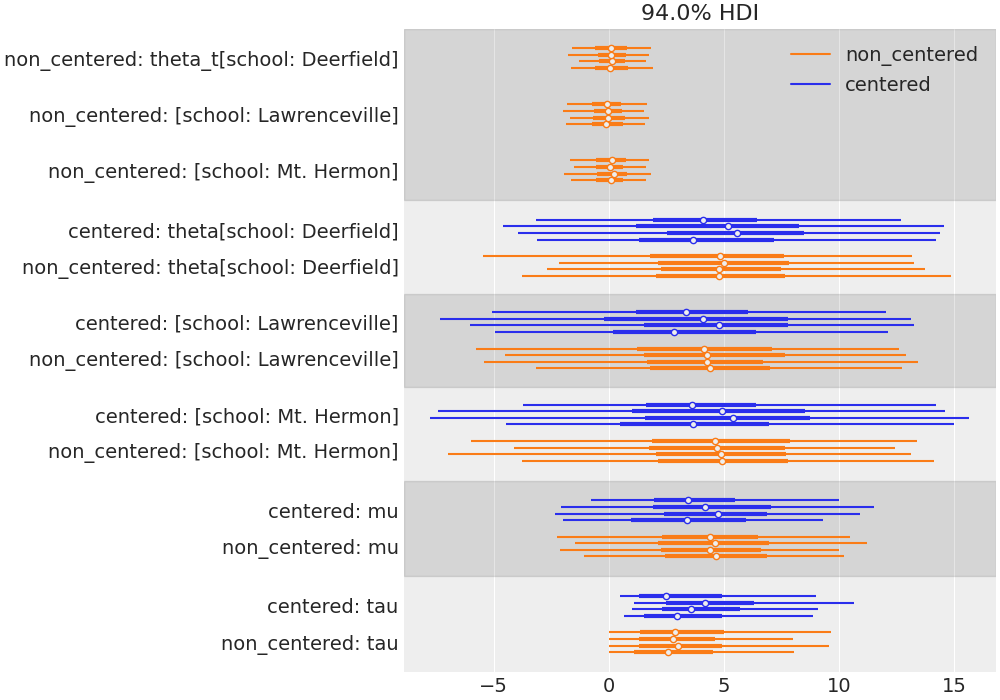 94.0% HDI
non_centered: theta_t[school: Deerfield]
non_centered: [school: Lawrenceville]
non_centered: [school: Mt. Hermon]
centered: theta[school: Deerfield]
non_centered: theta[school: Deerfield]
centered: [school: Lawrenceville]
non_centered: [school: Lawrenceville]
centered: [school: Mt. Hermon]
non_centered: [school: Mt. Hermon]
centered: mu
non_centered: mu
centered: tau
non_centered: tau
non_centered
centered
−5 0 5 10 15